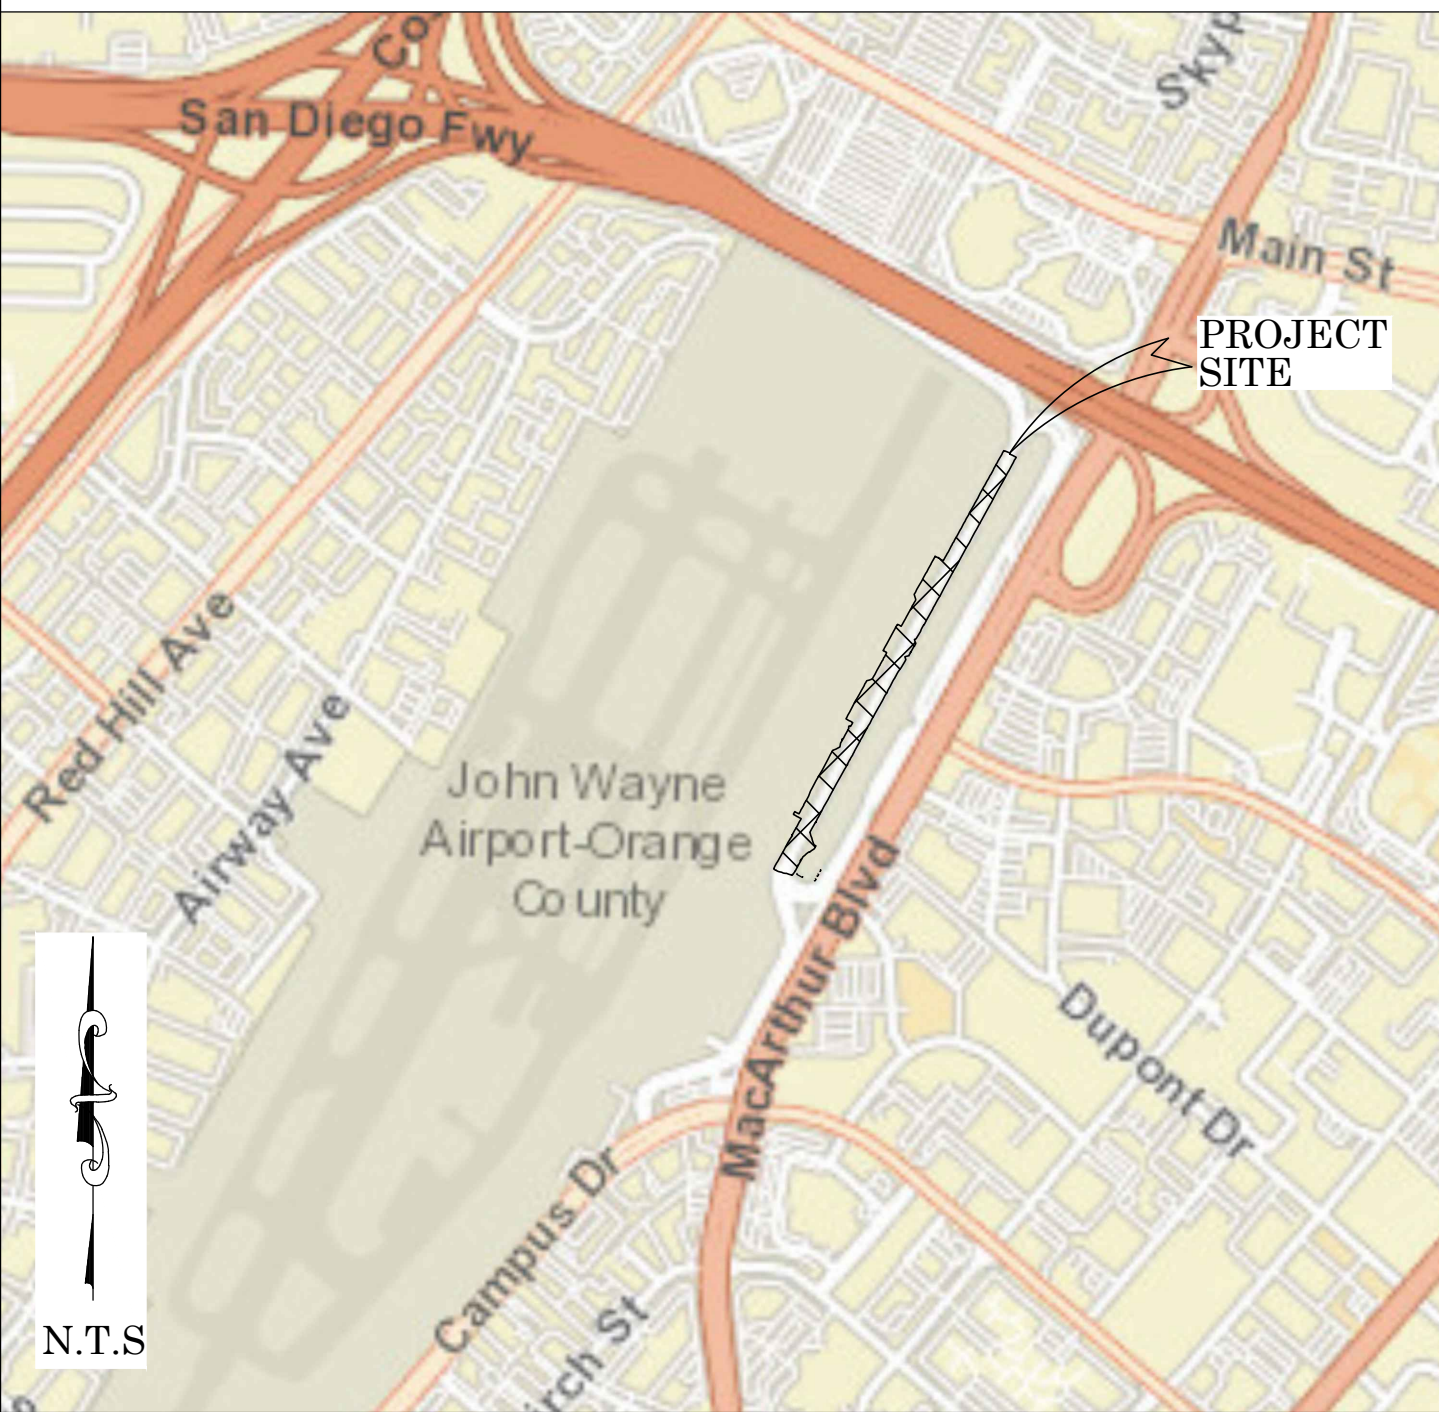 San Diego Fwy
Main St
PROJECT
SITE
Red Hill Ave
Airway Ave
John Wayne
Airport-Orange
County
MacArthur Blvd
Dupont Dr
Campus Dr
N.T.S